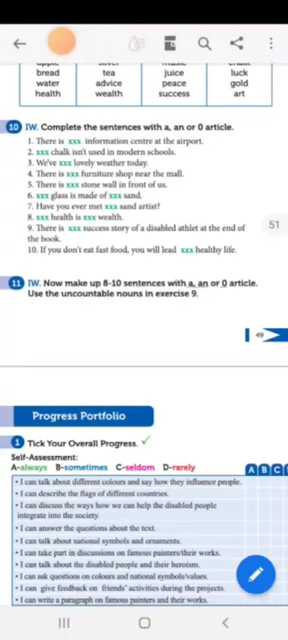 apple silver music chalk
bread tea juice luck
water advice peace gold
health wealth success art
10 IW. Complete the sentences with a, an or 0 article.
1. There is xxx information centre at the airport.
2. xxx chalk isn't used in modern schools.
3. We've xxx lovely weather today.
4. There is xxx furniture shop near the mall.
5. There is xxx stone wall in front of us.
6. xxx glass is made of xxx sand.
7. Have you ever met xxx sand artist?
8. xxx health is xxx wealth.
9. There is xxx success story of a disabled athlet at the end of
the book.
10. If you don't eat fast food, you will lead xxx healthy life.
51
11 IW. Now make up 8-10 sentences with a, an or 0 article.
Use the uncountable nouns in exercise 9.
49
Progress Portfolio
1 Tick Your Overall Progress.
Self-Assessment:
A-always B-sometimes C-seldom D-rarely
A B C
• I can talk about different colours and say how they influence people.
• I can describe the flags of different countries.
• I can discuss the ways how we can help the disabled people
integrate into the society.
• I can answer the questions about the text.
• I can talk about national symbols and ornaments.
• I can take part in discussions on famous painters/their works.
• I can talk about the disabled people and their heroism.
• I can ask questions on colours and national symbols/values.
• I can give feedback on friends' activities during the projects.
• I can write a paragraph on famous painters and their works.